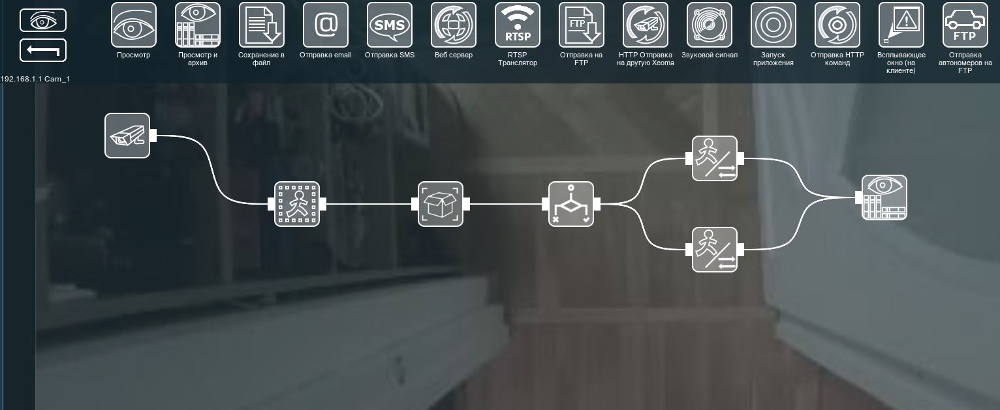 @
SMS
RTSP
FTP
FTP
Просмотр
Просмотр и
архив
Сохранение в
файл
Отправка email
Отправка SMS
Веб сервер
RTSP
Транслятор
Отправка на
FTP
HTTP Отправка
на другую Xeoma
Звуковой сигнал
Запуск
приложения
Отправка HTTP
команд
Всплывающее
окно (на
клиенте)
Отправка
автономеров на
FTP
192.168.1.1 Cam_1